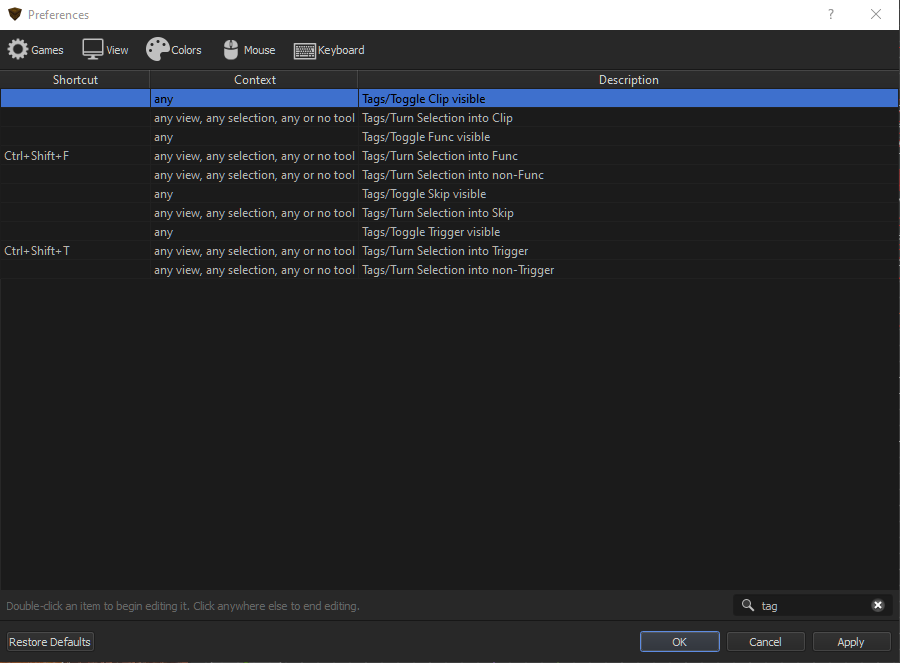 Preferences
?
Games View Colors Mouse Keyboard
Shortcut Context Description
any Tags/Toggle Clip visible
any view, any selection, any or no tool Tags/Turn Selection into Clip
any Tags/Toggle Func visible
Ctrl+Shift+F any view, any selection, any or no tool Tags/Turn Selection into Func
any view, any selection, any or no tool Tags/Turn Selection into non-Func
any Tags/Toggle Skip visible
any view, any selection, any or no tool Tags/Turn Selection into Skip
any Tags/Toggle Trigger visible
Ctrl+Shift+T any view, any selection, any or no tool Tags/Turn Selection into Trigger
any view, any selection, any or no tool Tags/Turn Selection into non-Trigger
Double-click an item to begin editing it. Click anywhere else to end editing. tag
Restore Defaults OK Cancel Apply